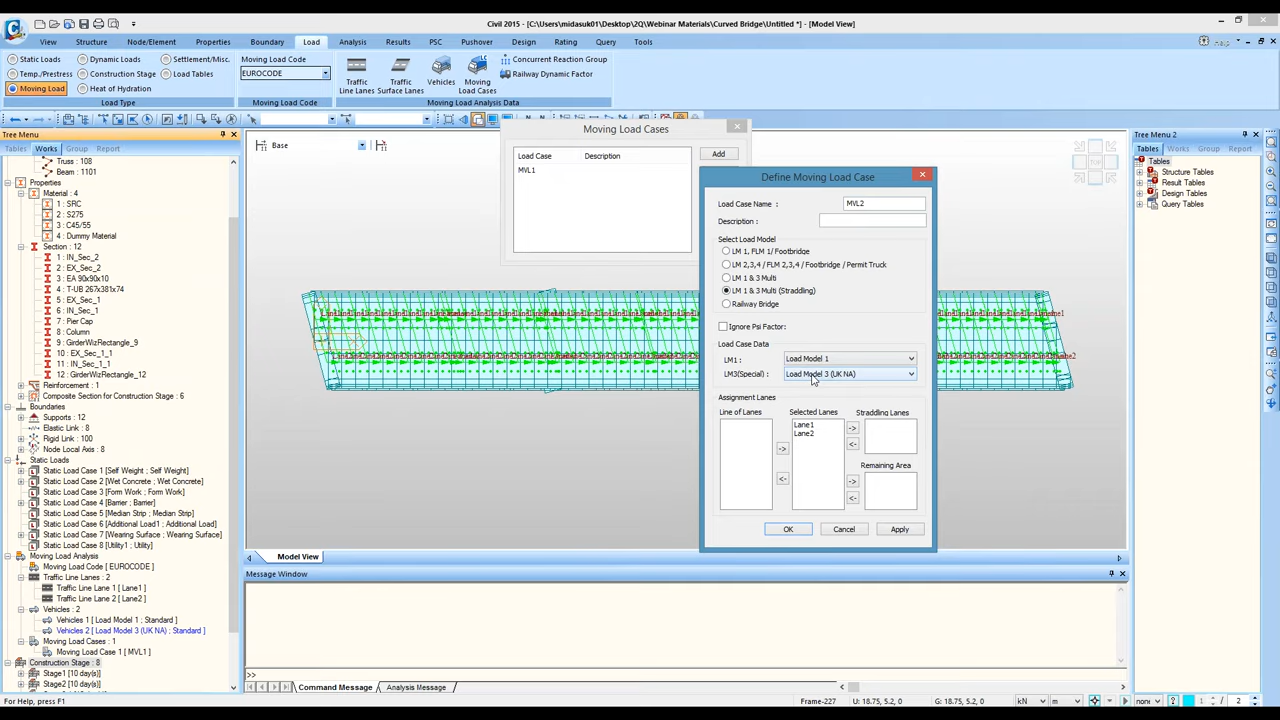 Civil 2015 - [C:\Users\midasuk01\Desktop\2Q\Webinar Materials\Curved Bridge\Untitled *] - [Model View]
View Structure Node/Element Properties Boundary Load Analysis Results PSC Pushover Design Rating Query Tools
Help
Static Loads Dynamic Loads Settlement/Misc.
Temp./Prestress Construction Stage Load Tables
Moving Load Heat of Hydration
Load Type
Moving Load Code
EUROCODE
Moving Load Code
Traffic Line Lanes
Traffic Surface Lanes
Vehicles
Moving Load Cases
Concurrent Reaction Group
Railway Dynamic Factor
Moving Load Analysis Data
Tree Menu
Tables Works Group Report
Truss : 108
Beam : 1101
Properties
Material : 4
1 : SRC
2 : S275
3 : C45/55
4 : Dummy Material
Section : 12
1 : IN_Sec_2
2 : EX_Sec_2
3 : EA 90x90x10
4 : T-UB 267x381x74
5 : EX_Sec_1
6 : IN_Sec_1
7 : Pier Cap
8 : Column
9 : GirderWizRectangle_9
10 : EX_Sec_1_1
11 : IN_Sec_1_1
12 : GirderWizRectangle_12
Reinforcement : 1
Composite Section for Construction Stage : 6
Boundaries
Supports : 12
Elastic Link : 8
Rigid Link : 100
Node Local Axis : 8
Static Loads
Static Load Case 1 [Self Weight ; Self Weight]
Static Load Case 2 [Wet Concrete ; Wet Concrete]
Static Load Case 3 [Form Work ; Form Work]
Static Load Case 4 [Barrier ; Barrier]
Static Load Case 5 [Median Strip ; Median Strip]
Static Load Case 6 [Additional Load1 ; Additional Load]
Static Load Case 7 [Wearing Surface ; Wearing Surface]
Static Load Case 8 [Utility1 ; Utility]
Moving Load Analysis
Moving Load Code [ EUROCODE ]
Traffic Line Lanes : 2
Traffic Line Lane 1 [ Lane1 ]
Traffic Line Lane 2 [ Lane2 ]
Vehicles : 2
Vehicles 1 [ Load Model 1 ; Standard ]
Vehicles 2 [ Load Model 3 (UK NA) ; Standard ]
Moving Load Cases : 1
Moving Load Case 1 [ MVL1 ]
Construction Stage : 8
Stage1 [10 day(s)]
Stage2 [10 day(s)]
Base
Moving Load Cases
Load Case Description
MVL1
Add
Define Moving Load Case
Load Case Name : MVL2
Description :
Select Load Model
LM 1, FLM 1/ Footbridge
LM 2,3,4 / FLM 2,3,4 / Footbridge / Permit Truck
LM 1 & 3 Multi
LM 1 & 3 Multi (Straddling)
Railway Bridge
Ignore Psi Factor:
Load Case Data
LM1 : Load Model 1
LM3(Special) : Load Model 3 (UK NA)
Assignment Lanes
Line of Lanes Selected Lanes Straddling Lanes
Lane1
Lane2
-> <-
-> <-
Remaining Area
-> <-
OK Cancel Apply
Model View
Message Window
>>
Command Message Analysis Message
Tree Menu 2
Tables Works Group Report
Tables
Structure Tables
Result Tables
Design Tables
Query Tables
For Help, press F1
Frame-227 U: 18.75, 5.2, 0 G: 18.75, 5.2, 0 kN m none 1 / 2